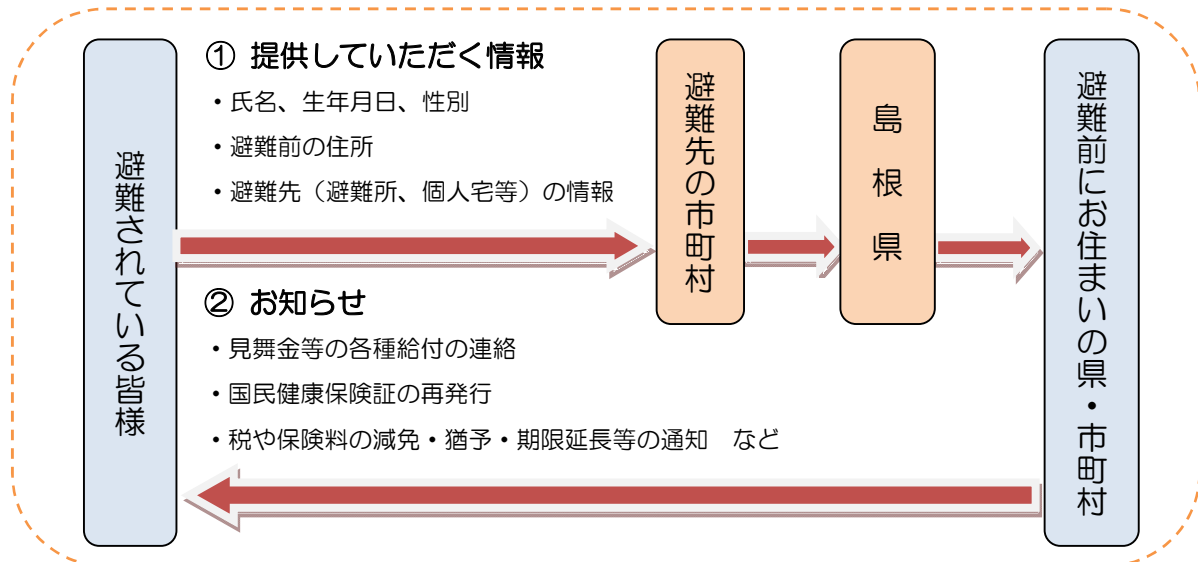 避難されている皆様
① 提供していただく情報
・氏名、生年月日、性別
・避難前の住所
・避難先（避難所、個人宅等）の情報
② お知らせ
・見舞金等の各種給付の連絡
・国民健康保険証の再発行
・税や保険料の減免・猶予・期限延長等の通知　など
避難先の市町村
島根県
避難前にお住まいの県・市町村